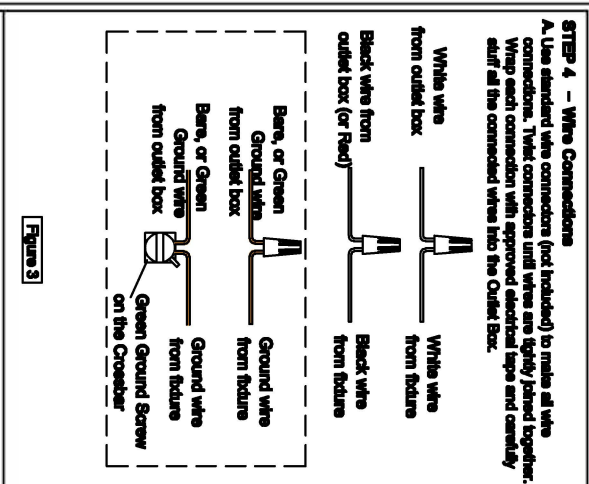 STEP 4 – Wire Connections
A. Use standard wire connectors (not included) to make all wire
connections. Twist connectors until wires are tightly joined together.
Wrap each connection with approved electrical tape and carefully
stuff all the connected wires into the Outlet Box.
White wire
from outlet box
White wire
from fixture
Black wire from
outlet box (or Red)
Black wire
from fixture
Bare, or Green
Ground wire
from outlet box
Ground wire
from fixture
Bare, or Green
Ground wire
from outlet box
Ground wire
from fixture
Green Ground Screw
on the Crossbar
Figure 3